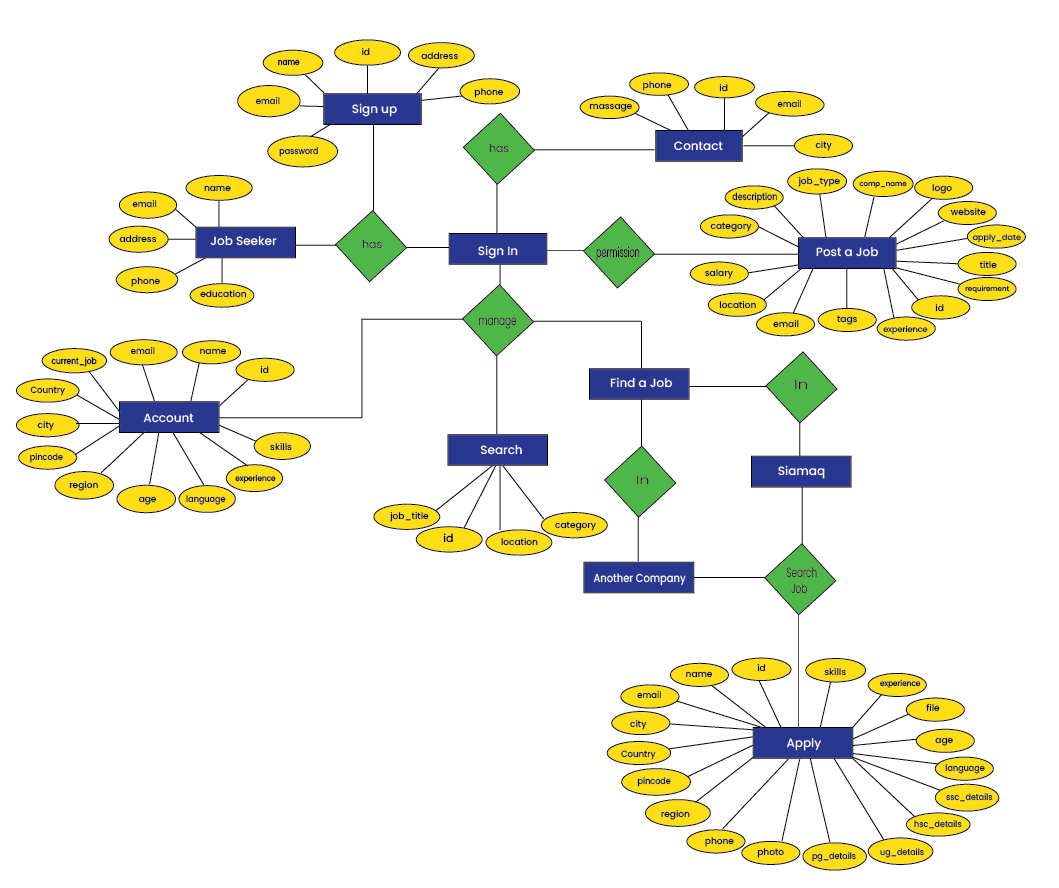 id
name
address
email
phone
Sign up
password
has
phone
id
massage
email
Contact
city
name
email
address
Job Seeker
phone
education
has
Sign In
permission
job_type
comp_name
logo
description
website
category
apply_date
Post a Job
title
salary
requirement
location
id
email
tags
experience
manage
current_job
email
name
id
Country
Account
city
skills
pincode
experience
region
age
language
Find a Job
In
Search
job_title
id
location
category
In
Siamaq
Another Company
Search
Job
name
id
skills
experience
email
file
city
Apply
age
Country
language
pincode
ssc_details
region
hsc_details
phone
photo
pg_details
ug_details